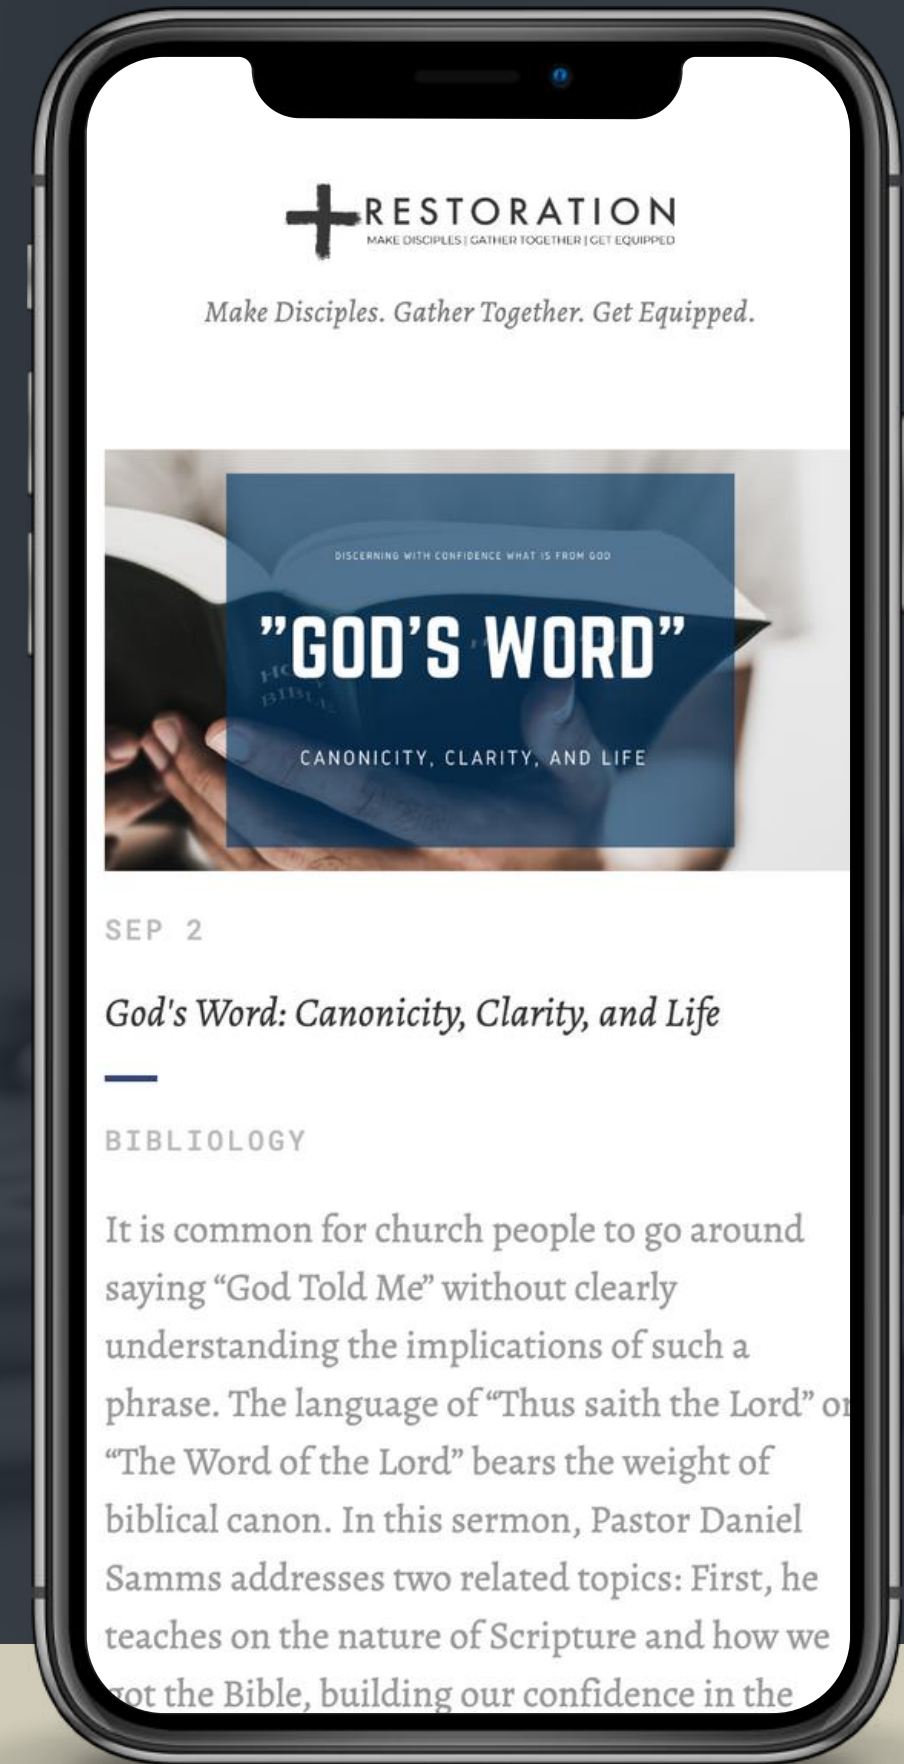 RESTORATION
MAKE DISCIPLES | GATHER TOGETHER | GET EQUIPPED
Make Disciples. Gather Together. Get Equipped.
DISCERNING WITH CONFIDENCE WHAT IS FROM GOD
”GOD’S WORD”
CANONICITY, CLARITY, AND LIFE
SEP 2
God's Word: Canonicity, Clarity, and Life
BIBLIOLOGY
It is common for church people to go around
saying “God Told Me” without clearly
understanding the implications of such a
phrase. The language of “Thus saith the Lord” or
“The Word of the Lord” bears the weight of
biblical canon. In this sermon, Pastor Daniel
Samms addresses two related topics: First, he
teaches on the nature of Scripture and how we
got the Bible, building our confidence in the